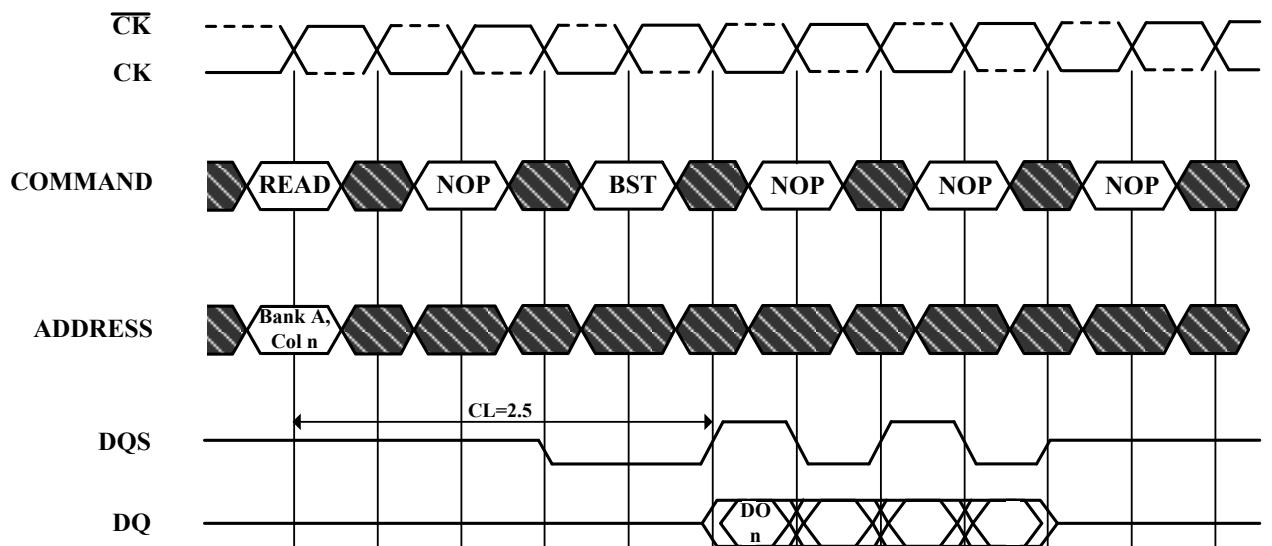 CK
CK
COMMAND
READ
NOP
BST
NOP
NOP
NOP
ADDRESS
Bank A,
Col n
CL=2.5
DQS
DQ
DO
n